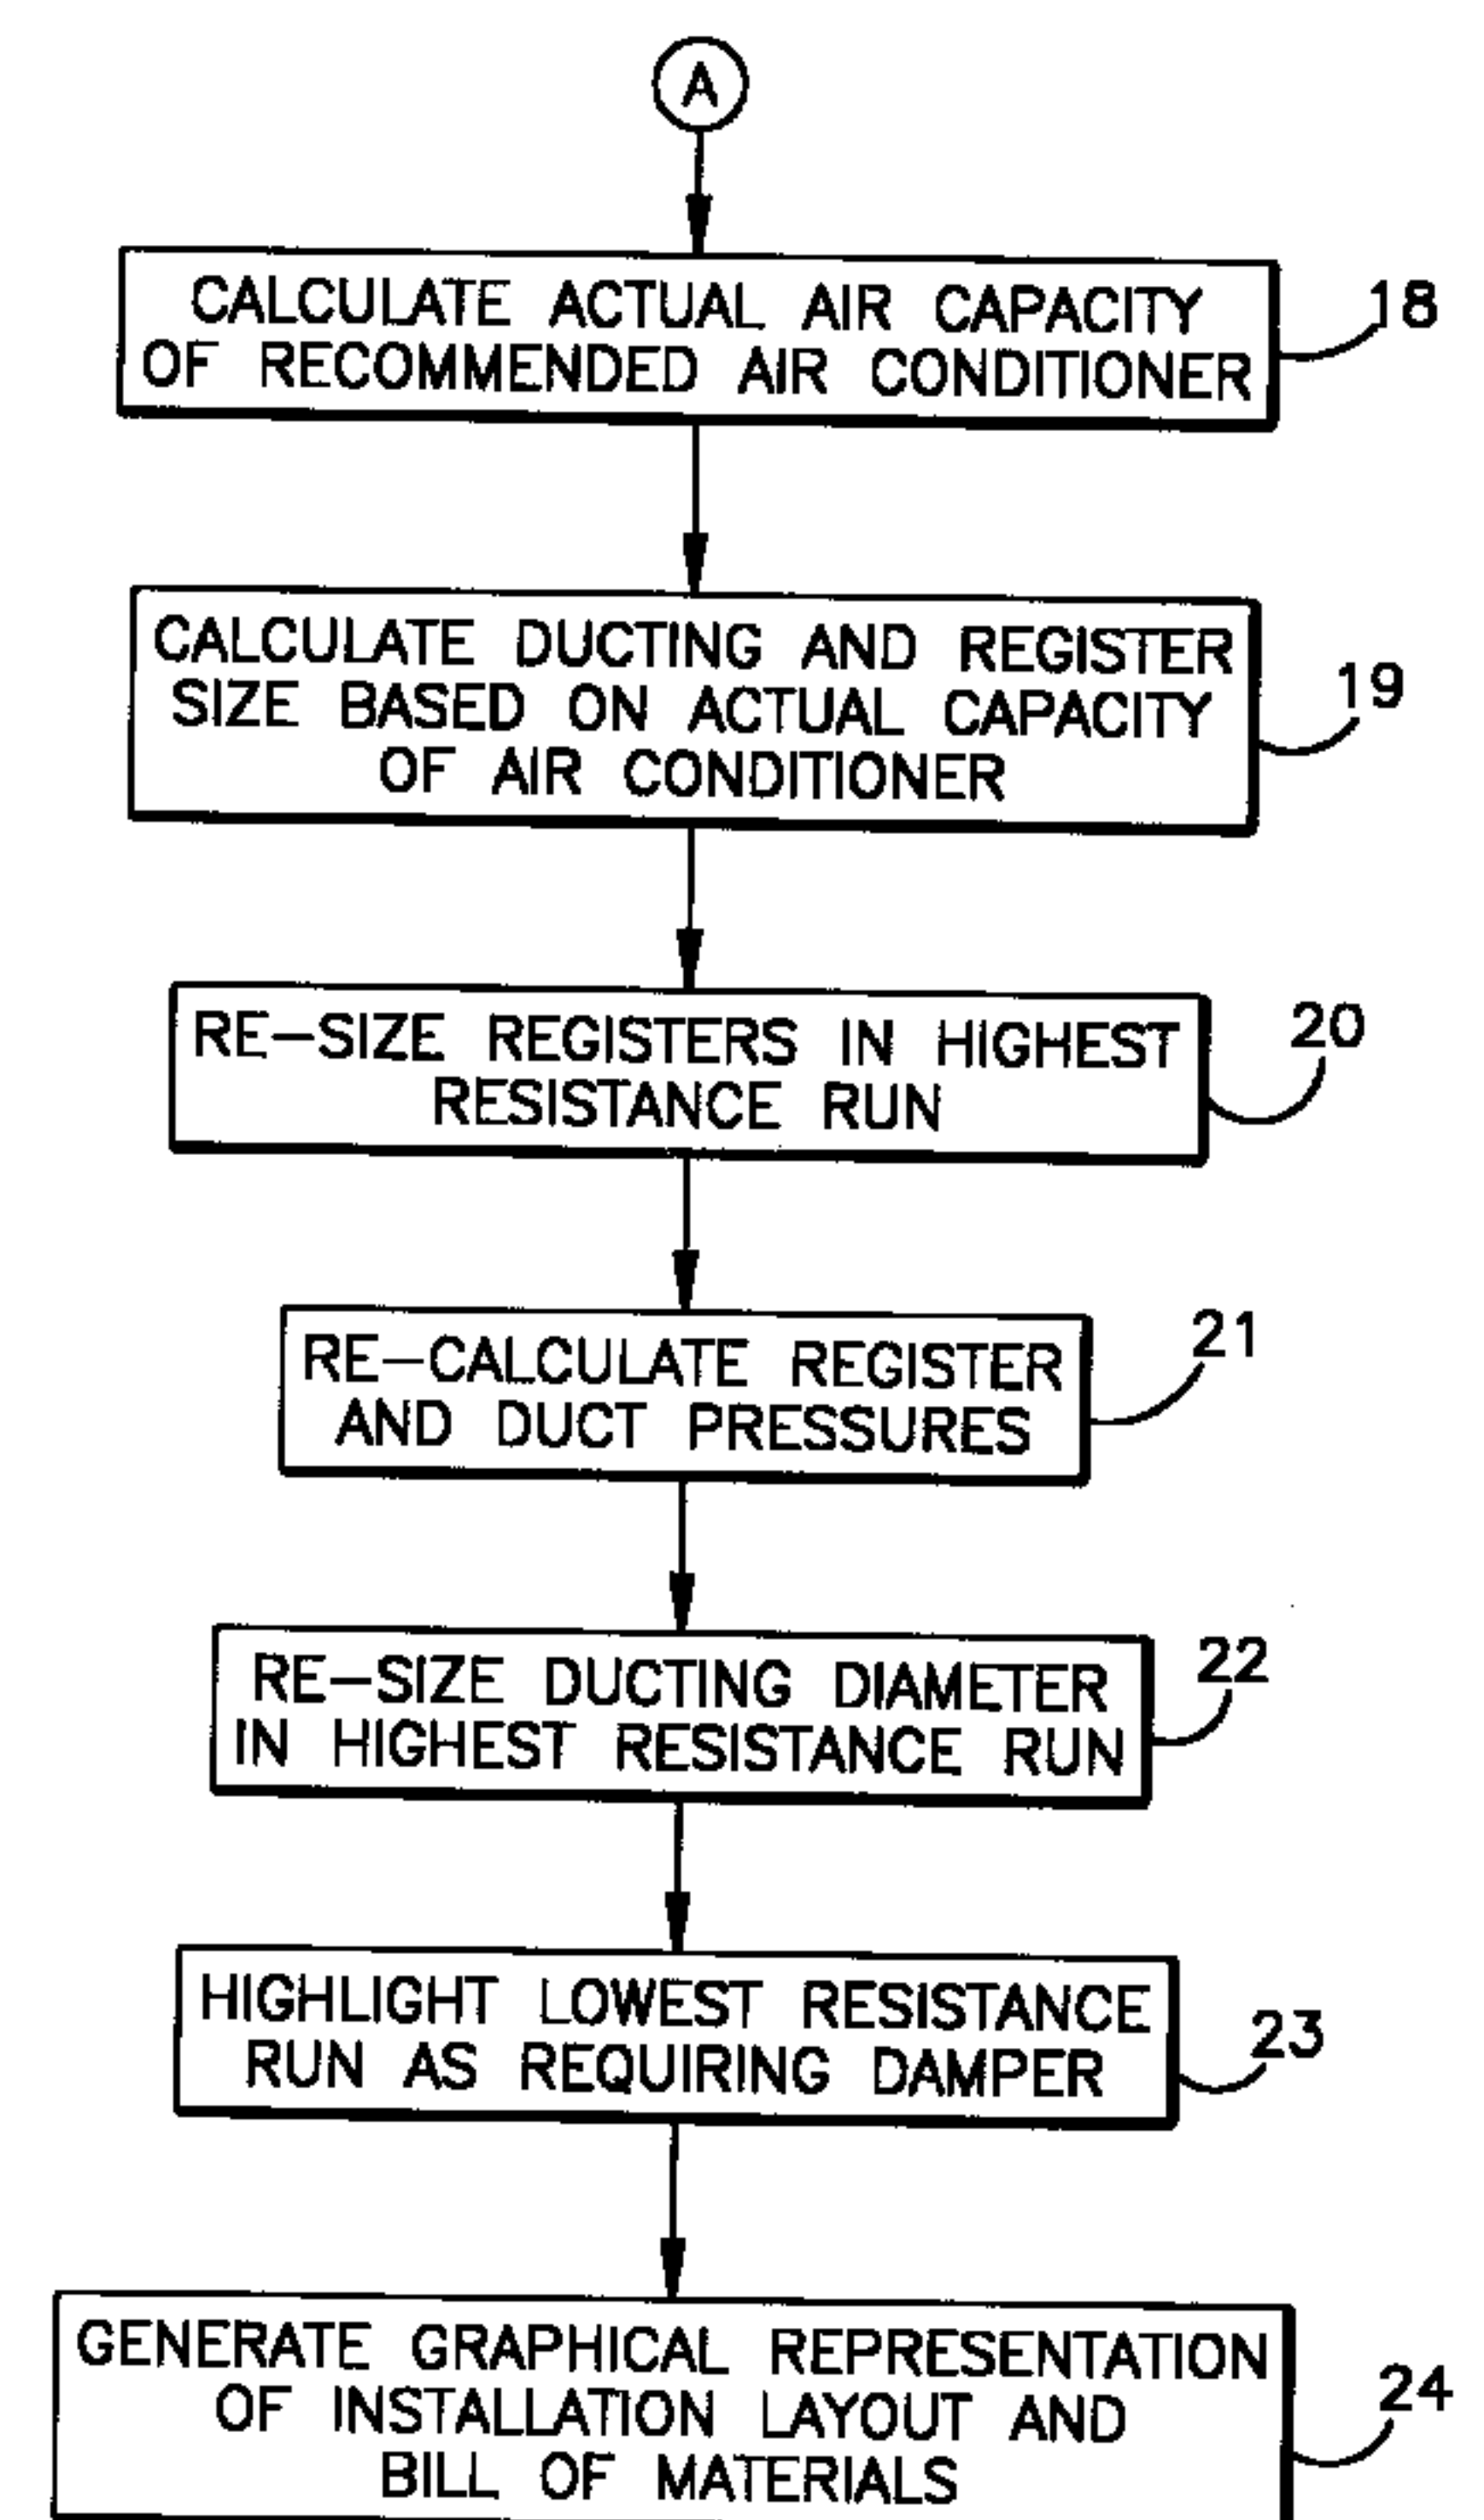 A
CALCULATE ACTUAL AIR CAPACITY
OF RECOMMENDED AIR CONDITIONER
18
CALCULATE DUCTING AND REGISTER
SIZE BASED ON ACTUAL CAPACITY
OF AIR CONDITIONER
19
RE-SIZE REGISTERS IN HIGHEST
RESISTANCE RUN
20
RE-CALCULATE REGISTER
AND DUCT PRESSURES
21
RE-SIZE DUCTING DIAMETER
IN HIGHEST RESISTANCE RUN
22
HIGHLIGHT LOWEST RESISTANCE
RUN AS REQUIRING DAMPER
23
GENERATE GRAPHICAL REPRESENTATION
OF INSTALLATION LAYOUT AND
BILL OF MATERIALS
24